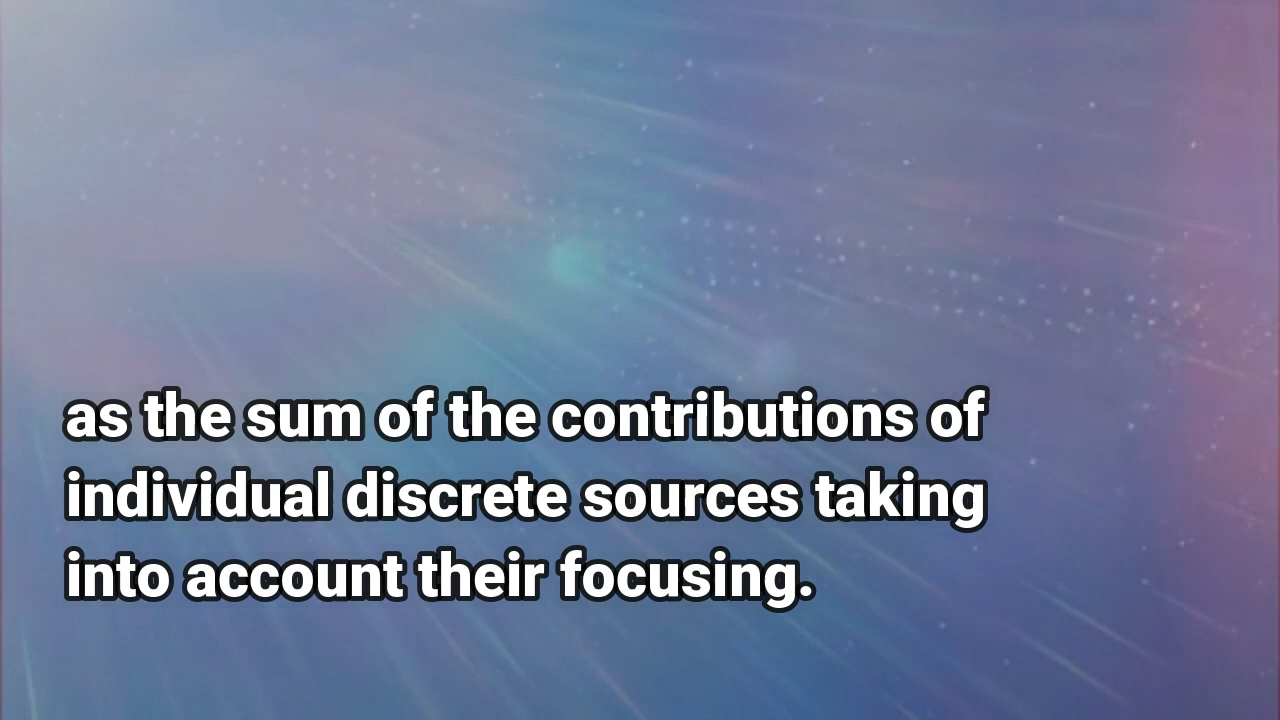 as the sum of the contributions of
individual discrete sources taking
into account their focusing.